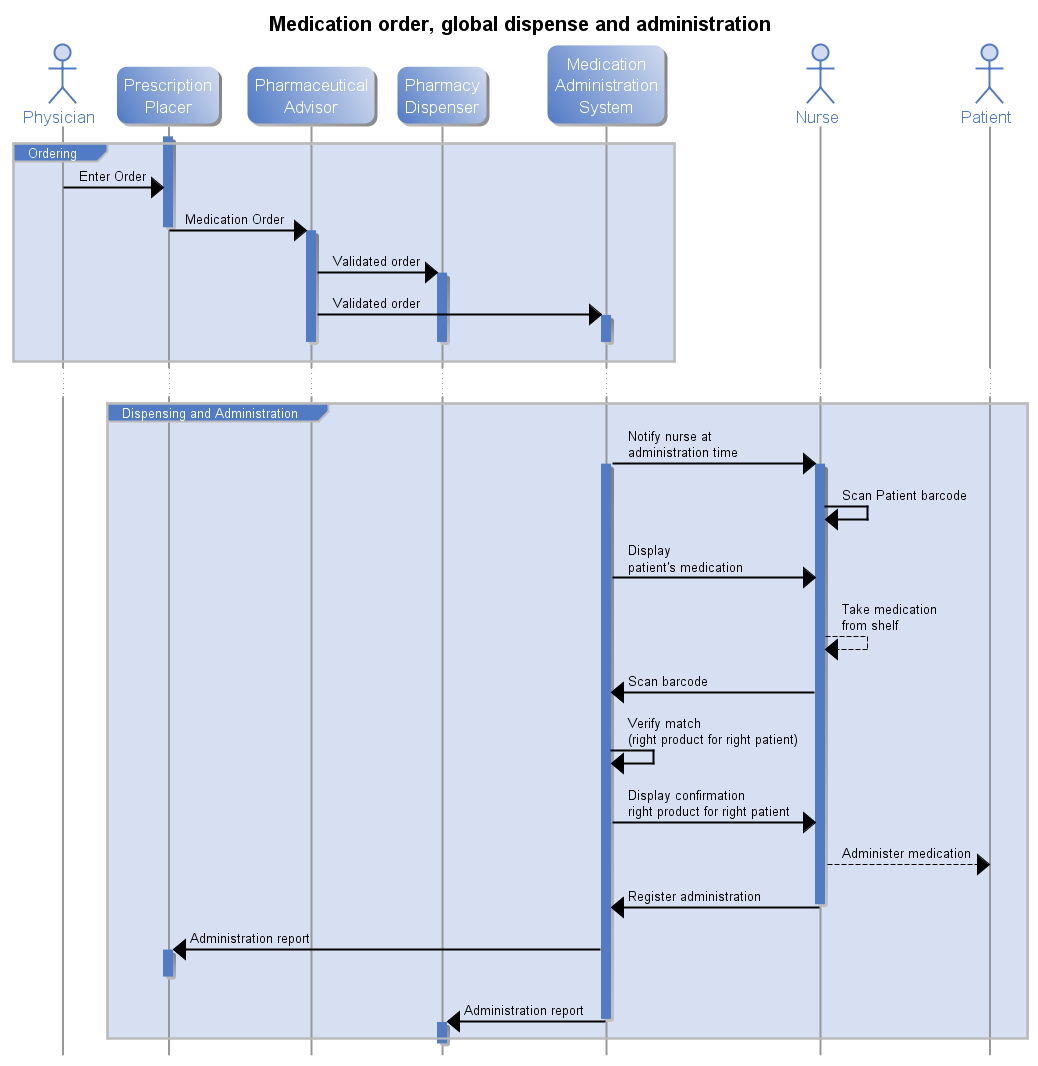 Medication order, global dispense and administration
Physician
Prescription
Placer
Pharmaceutical
Advisor
Pharmacy
Dispenser
Medication
Administration
System
Nurse
Patient
Ordering
Enter Order
Medication Order
Validated order
Validated order
Dispensing and Administration
Notify nurse at
administration time
Scan Patient barcode
Display
patient's medication
Take medication
from shelf
Scan barcode
Verify match
(right product for right patient)
Display confirmation
right product for right patient
Administer medication
Register administration
Administration report
Administration report